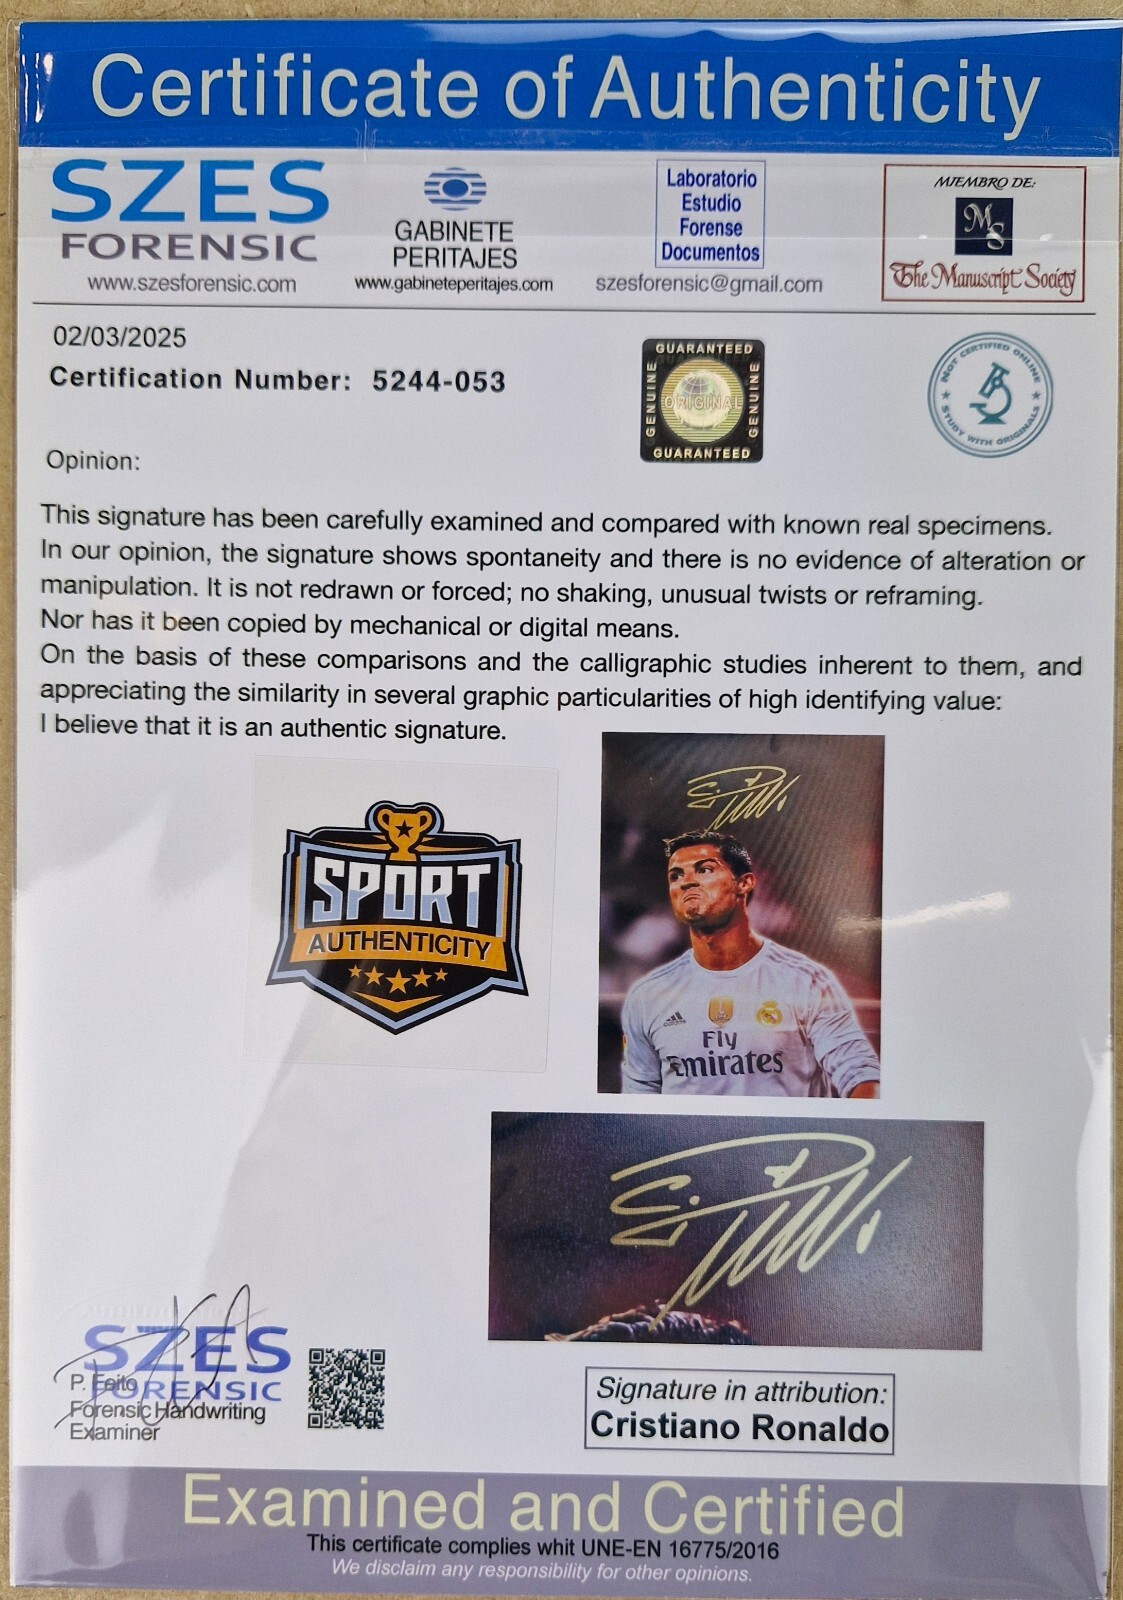 Certificate of Authenticity
SZES
FORENSIC
www.szesforensic.com
GABINETE
PERITAJES
www.gabineteperitajes.com
Laboratorio
Estudio
Forense
Documentos
szesforensic@gmail.com
MIEMBRO DE:
MS
The Manuscript Society
02/03/2025
Certification Number: 5244-053
GUARANTEED
GENUINE
ORIGINAL
GENUINE
GUARANTEED
NOT CERTIFIED ONLINE
STUDY WITH ORIGINALS
Opinion:
This signature has been carefully examined and compared with known real specimens.
In our opinion, the signature shows spontaneity and there is no evidence of alteration or
manipulation. It is not redrawn or forced; no shaking, unusual twists or reframing.
Nor has it been copied by mechanical or digital means.
On the basis of these comparisons and the calligraphic studies inherent to them, and
appreciating the similarity in several graphic particularities of high identifying value:
I believe that it is an authentic signature.
SPORT
AUTHENTICITY
Fly
Emirates
SZES
FORENSIC
P. Feito
Forensic Handwriting
Examiner
Signature in attribution:
Cristiano Ronaldo
Examined and Certified
This certificate complies whit UNE-EN 16775/2016
We disclaim any responsibility for other opinions.